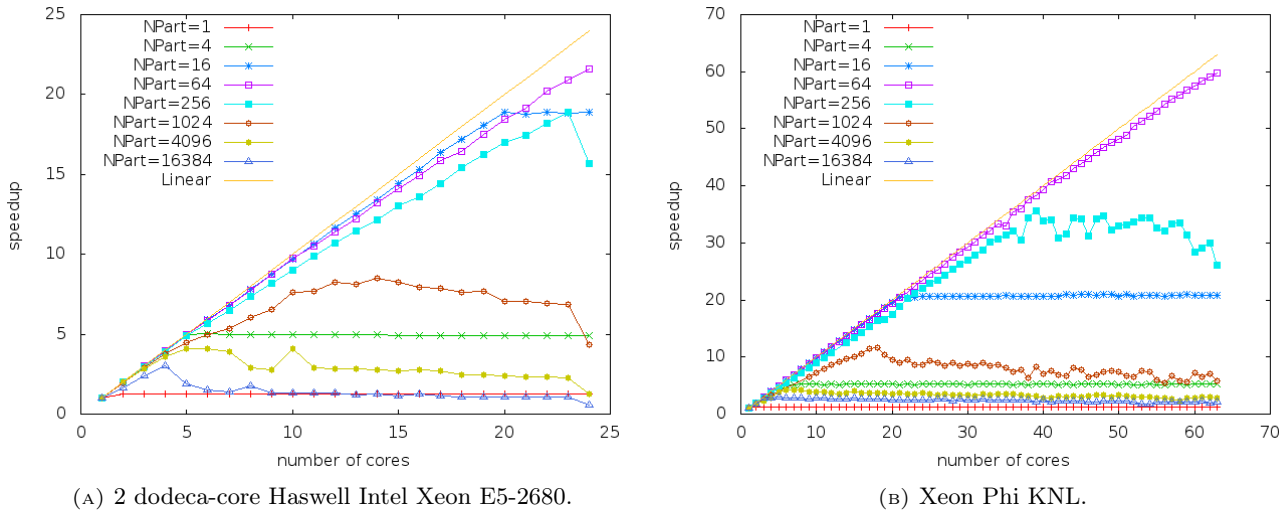 25
20
15
10
5
0
speedup
0 5 10 15 20 25
number of cores
NPart=1
NPart=4
NPart=16
NPart=64
NPart=256
NPart=1024
NPart=4096
NPart=16384
Linear
(A) 2 dodeca-core Haswell Intel Xeon E5-2680.
70
60
50
40
30
20
10
0
speedup
0 10 20 30 40 50 60 70
number of cores
NPart=1
NPart=4
NPart=16
NPart=64
NPart=256
NPart=1024
NPart=4096
NPart=16384
Linear
(B) Xeon Phi KNL.